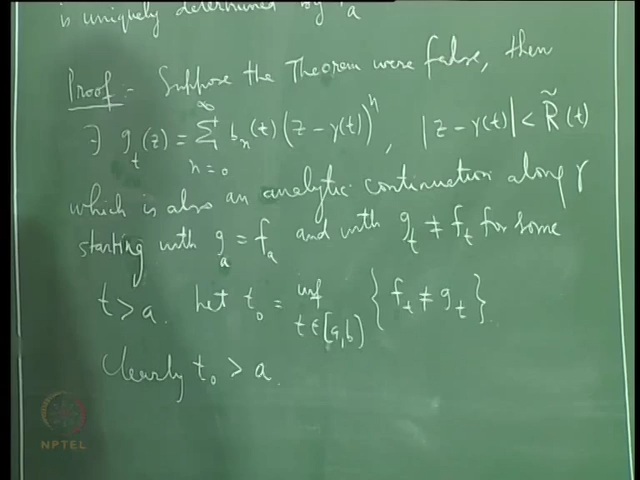 is uniquely determined by f_a
Proof:- Suppose the Theorem were false, then
∃ g_t(z) = ∑_{n=0}^{∞} b_n(t) (z - γ(t))^n , |z - γ(t)| < R̃(t)
which is also an analytic continuation along γ
starting with g_a = f_a and with g_t ≠ f_t for some
t > a. Let t_0 = inf_{t∈[a,b)} { f_t ≠ g_t }.
Clearly t_0 > a.
NPTEL